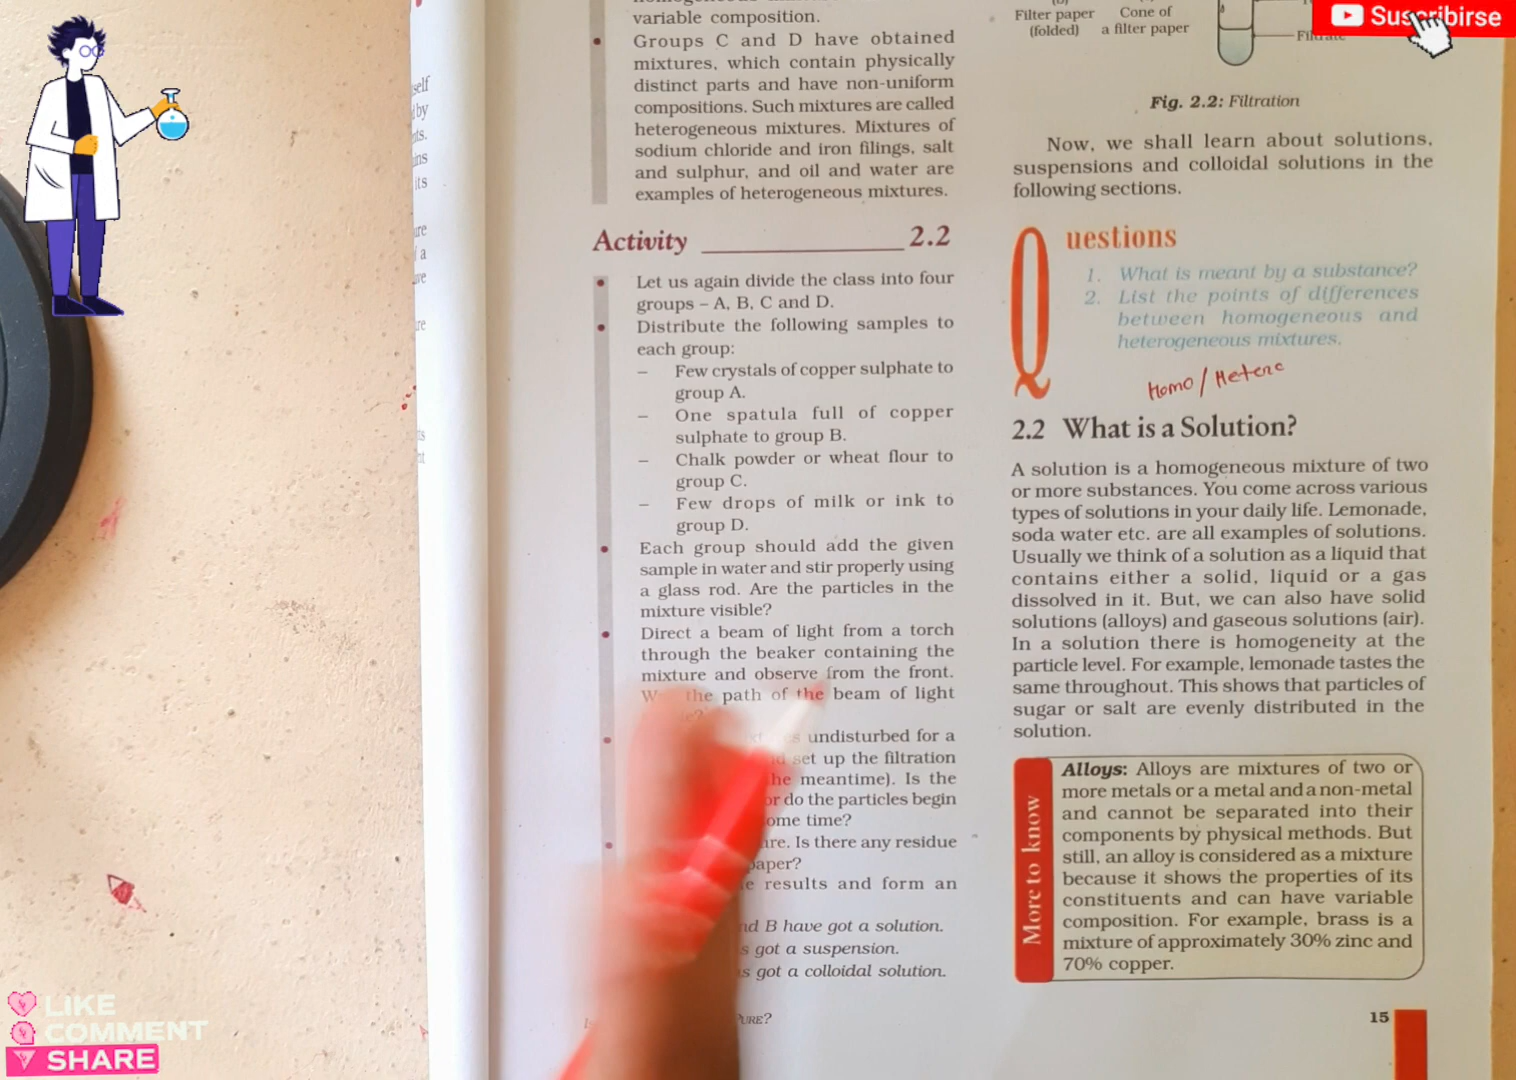 variable composition.
Groups C and D have obtained
mixtures, which contain physically
distinct parts and have non-uniform
compositions. Such mixtures are called
heterogeneous mixtures. Mixtures of
sodium chloride and iron filings, salt
and sulphur, and oil and water are
examples of heterogeneous mixtures.
Activity 2.2
Let us again divide the class into four
groups – A, B, C and D.
Distribute the following samples to
each group:
– Few crystals of copper sulphate to
group A.
– One spatula full of copper
sulphate to group B.
– Chalk powder or wheat flour to
group C.
– Few drops of milk or ink to
group D.
Each group should add the given
sample in water and stir properly using
a glass rod. Are the particles in the
mixture visible?
Direct a beam of light from a torch
through the beaker containing the
mixture and observe from the front.
the path of the beam of light
undisturbed for a
set up the filtration
meantime). Is the
or do the particles begin
some time?
Is there any residue
paper?
results and form an
B have got a solution.
got a suspension.
got a colloidal solution.
PURE?
Filter paper
(folded)
Cone of
a filter paper
Filtrate
Fig. 2.2: Filtration
Now, we shall learn about solutions,
suspensions and colloidal solutions in the
following sections.
Questions
1. What is meant by a substance?
2. List the points of differences
between homogeneous and
heterogeneous mixtures.
Homo / Hetero
2.2 What is a Solution?
A solution is a homogeneous mixture of two
or more substances. You come across various
types of solutions in your daily life. Lemonade,
soda water etc. are all examples of solutions.
Usually we think of a solution as a liquid that
contains either a solid, liquid or a gas
dissolved in it. But, we can also have solid
solutions (alloys) and gaseous solutions (air).
In a solution there is homogeneity at the
particle level. For example, lemonade tastes the
same throughout. This shows that particles of
sugar or salt are evenly distributed in the
solution.
More to know
Alloys: Alloys are mixtures of two or
more metals or a metal and a non-metal
and cannot be separated into their
components by physical methods. But
still, an alloy is considered as a mixture
because it shows the properties of its
constituents and can have variable
composition. For example, brass is a
mixture of approximately 30% zinc and
70% copper.
15
Suscribirse
LIKE
COMMENT
SHARE